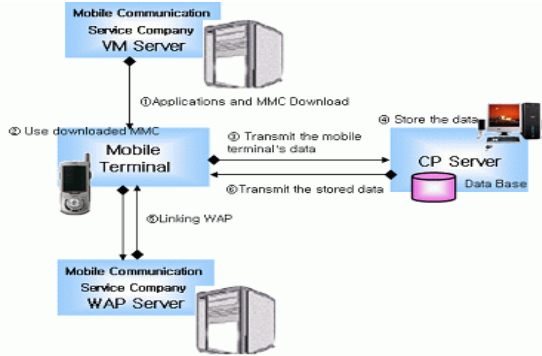 Mobile Communication
Service Company
VM Server
①Applications and MMC Download
② Use downloaded MMC
Mobile
Terminal
③ Transmit the mobile
terminal's data
④ Store the data
CP Server
Data Base
⑥Transmit the stored data
⑤Linking WAP
Mobile Communication
Service Company
WAP Server